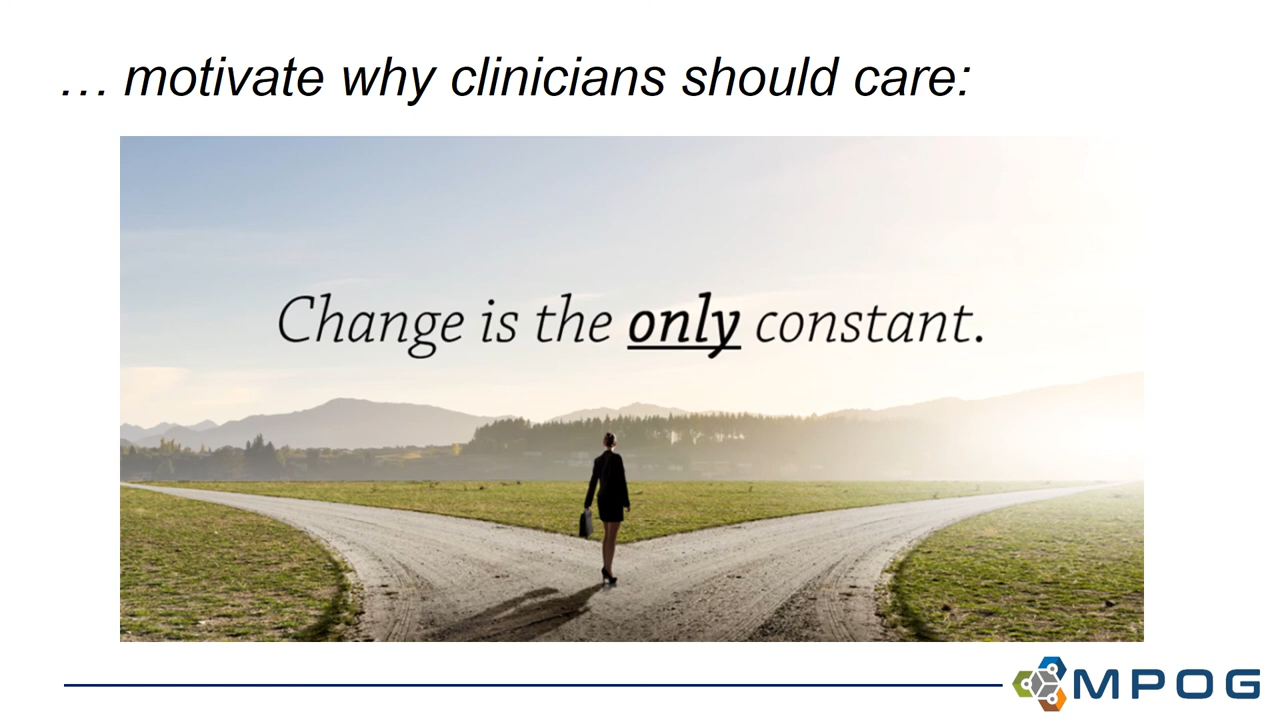 … motivate why clinicians should care:
Change is the only constant.
MPOG